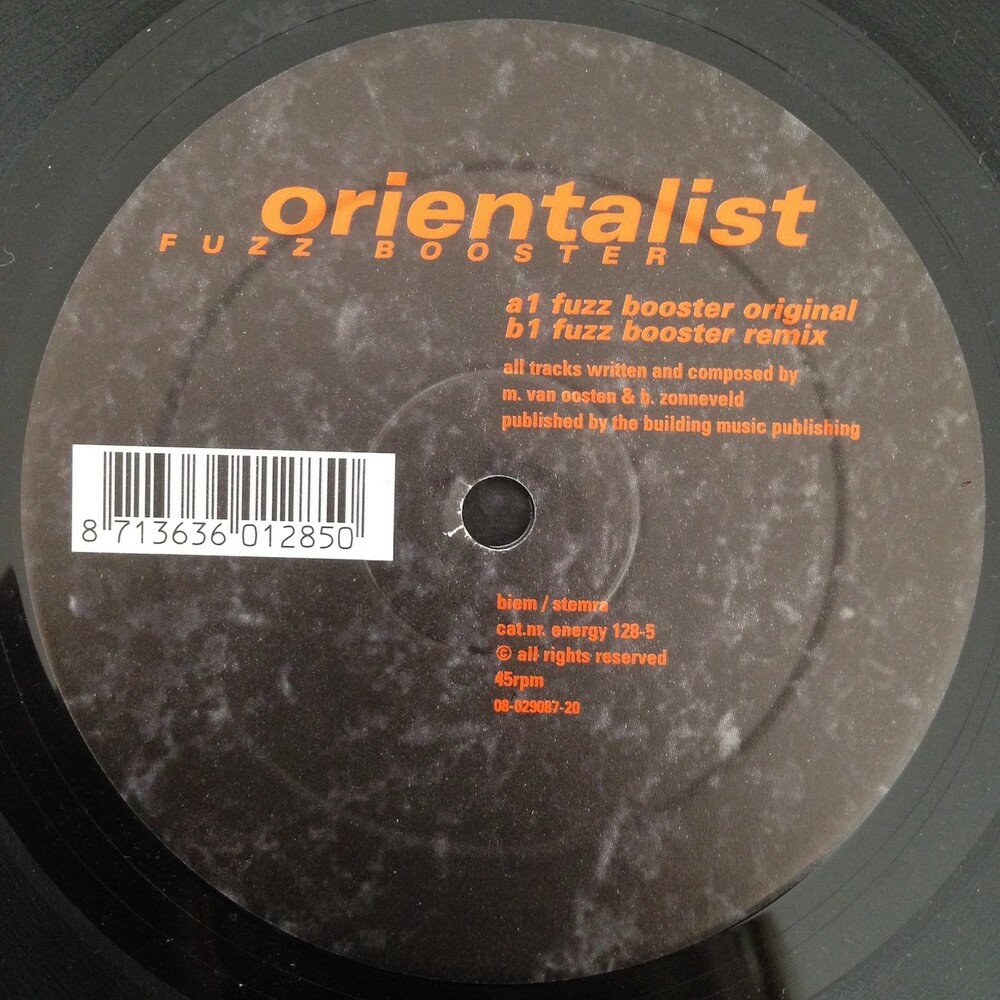 orientalist
FUZZ BOOSTER
a1 fuzz booster original
b1 fuzz booster remix
all tracks written and composed by
m. van oosten & b. zonneveld
published by the building music publishing
8 713636 012850
biem / stemra
cat.nr. energy 128-5
© all rights reserved
45rpm
08-029087-20